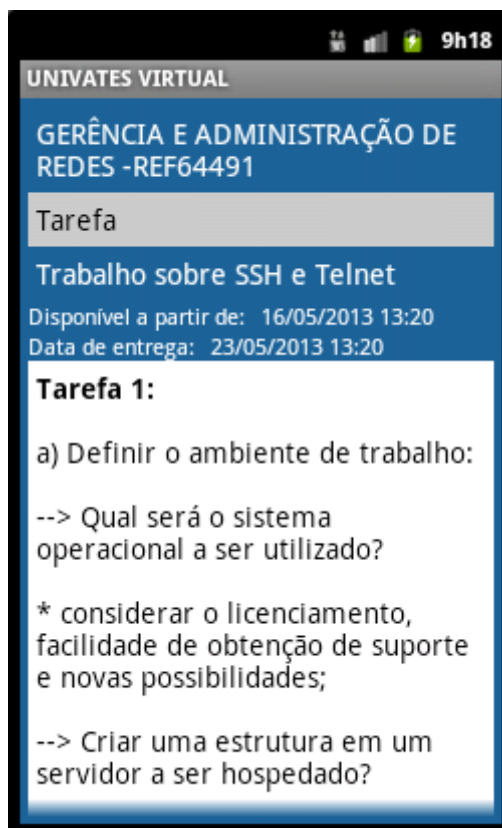 9h18
UNIVATES VIRTUAL
GERÊNCIA E ADMINISTRAÇÃO DE
REDES -REF64491
Tarefa
Trabalho sobre SSH e Telnet
Disponível a partir de: 16/05/2013 13:20
Data de entrega: 23/05/2013 13:20
Tarefa 1:
a) Definir o ambiente de trabalho:
--> Qual será o sistema
operacional a ser utilizado?
* considerar o licenciamento,
facilidade de obtenção de suporte
e novas possibilidades;
--> Criar uma estrutura em um
servidor a ser hospedado?